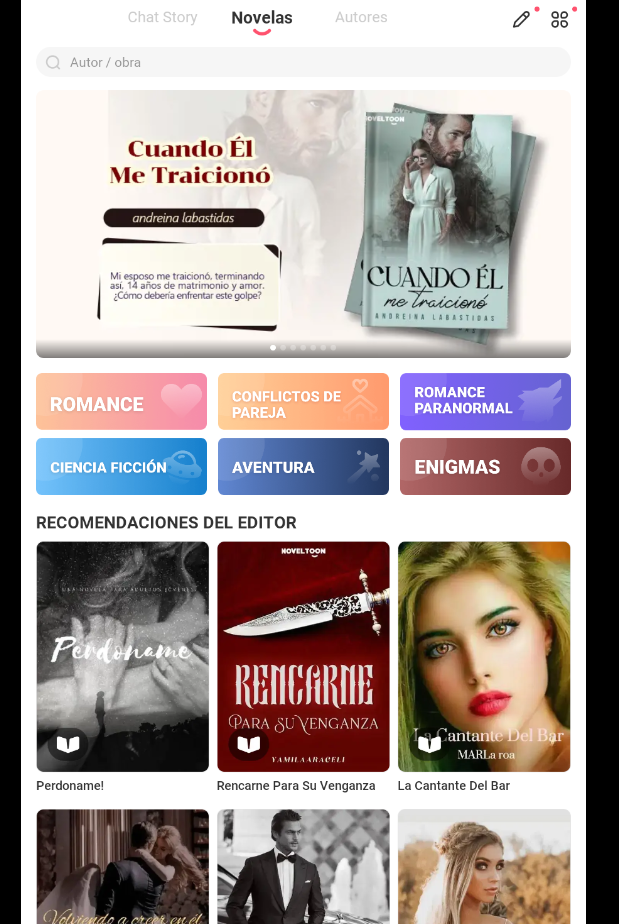 Chat Story
Novelas
Autores
Autor / obra
Cuando Él
Me Traicionó
andreina labastidas
Mi esposo me traicionó, terminando
así, 14 años de matrimonio y amor.
¿Cómo debería enfrentar este golpe?
NOVELTOON
CUANDO ÉL
me traicionó
ANDREINA LABASTIDAS
ROMANCE
CONFLICTOS DE
PAREJA
ROMANCE
PARANORMAL
CIENCIA FICCIÓN
AVENTURA
ENIGMAS
RECOMENDACIONES DEL EDITOR
UNA NOVELA PARA ADULTOS JÓVENES
Perdoname
NOVELTOON
RENCARNE
PARA SU VENGANZA
YAMILA ARACELI
La Cantante Del Bar
MARLa roa
Perdoname!
Rencarne Para Su Venganza
La Cantante Del Bar
Volviendo a creer en él